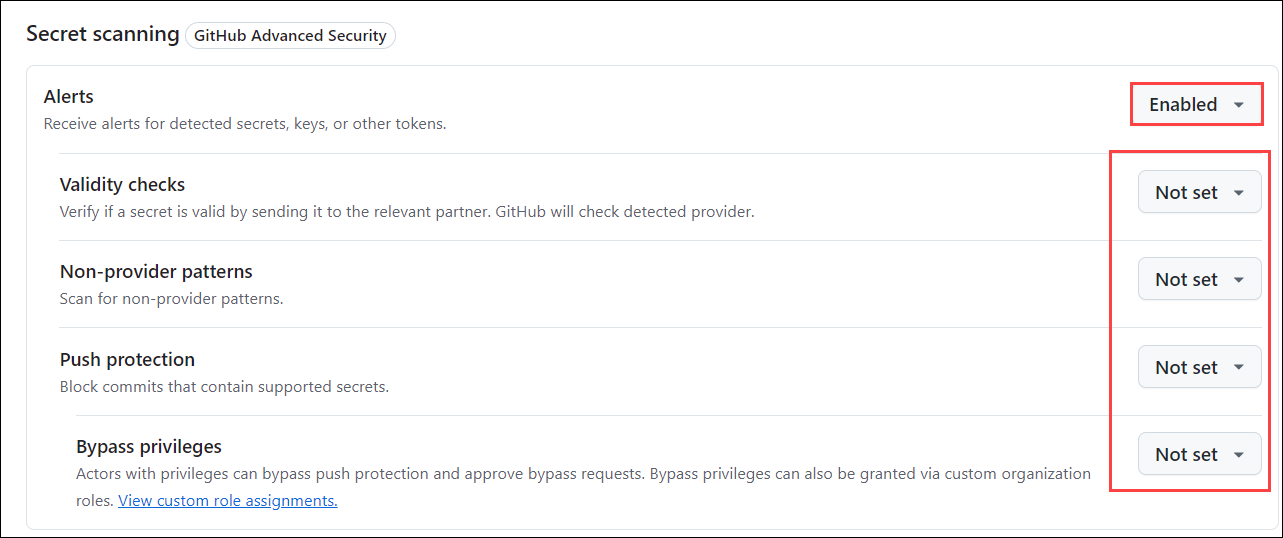 Secret scanning GitHub Advanced Security
Alerts
Enabled
Receive alerts for detected secrets, keys, or other tokens.
Validity checks
Not set
Verify if a secret is valid by sending it to the relevant partner. GitHub will check detected provider.
Non-provider patterns
Not set
Scan for non-provider patterns.
Push protection
Not set
Block commits that contain supported secrets.
Bypass privileges
Not set
Actors with privileges can bypass push protection and approve bypass requests. Bypass privileges can also be granted via custom organization
roles. View custom role assignments.